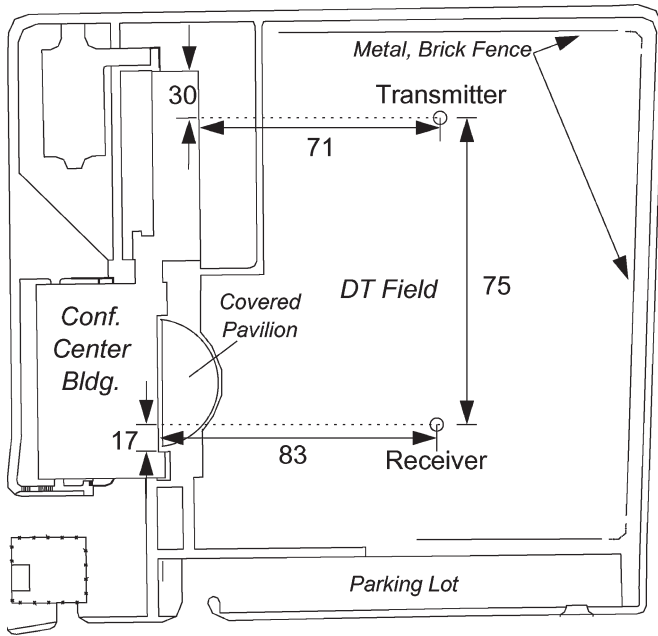 Metal, Brick Fence
30
Transmitter
71
DT Field
75
Covered
Pavilion
Conf.
Center
Bldg.
17
83
Receiver
Parking Lot